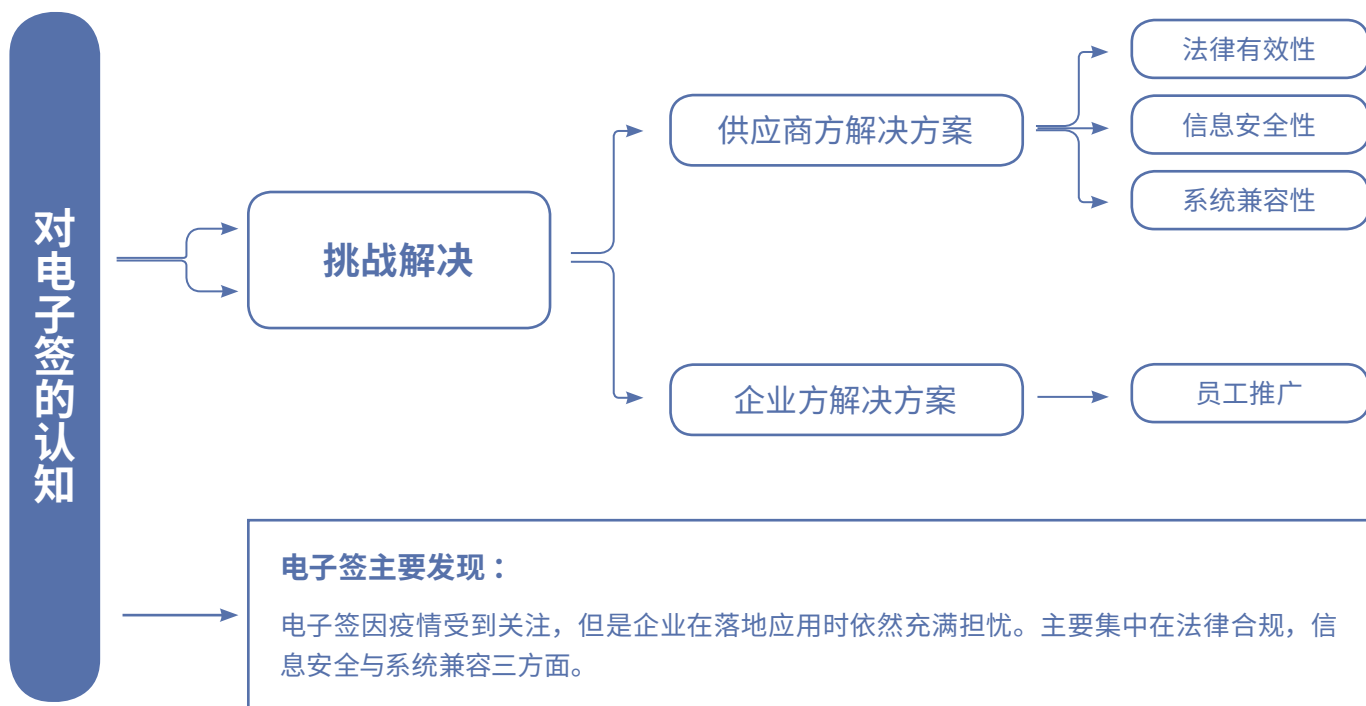 对电子签的认知
挑战解决
供应商方解决方案
法律有效性
信息安全性
系统兼容性
企业方解决方案
员工推广
电子签主要发现：
电子签因疫情受到关注，但是企业在落地应用时依然充满担忧。主要集中在法律合规，信
息安全与系统兼容三方面。